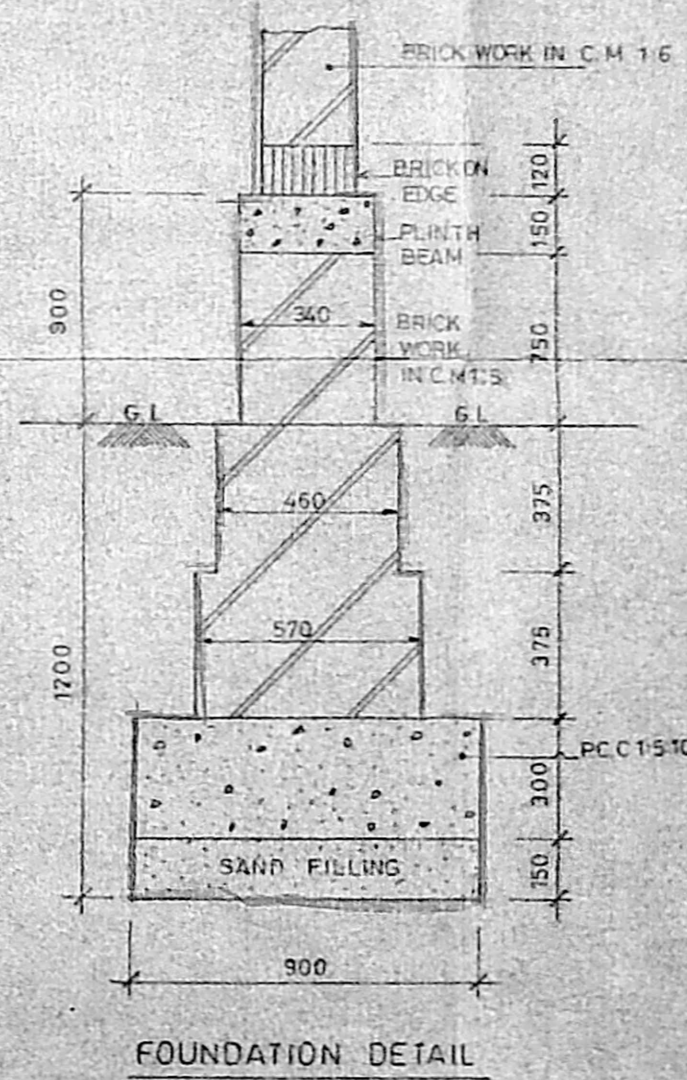 BRICK WORK IN C M 1:6
120
BRICK ON
EDGE
150
PLINTH
BEAM
900
340
BRICK
WORK
IN C M 1:5
750
G.L
G.L
460
375
570
375
1200
P.C.C 1:5:10
300
SAND FILLING
150
900
FOUNDATION DETAIL